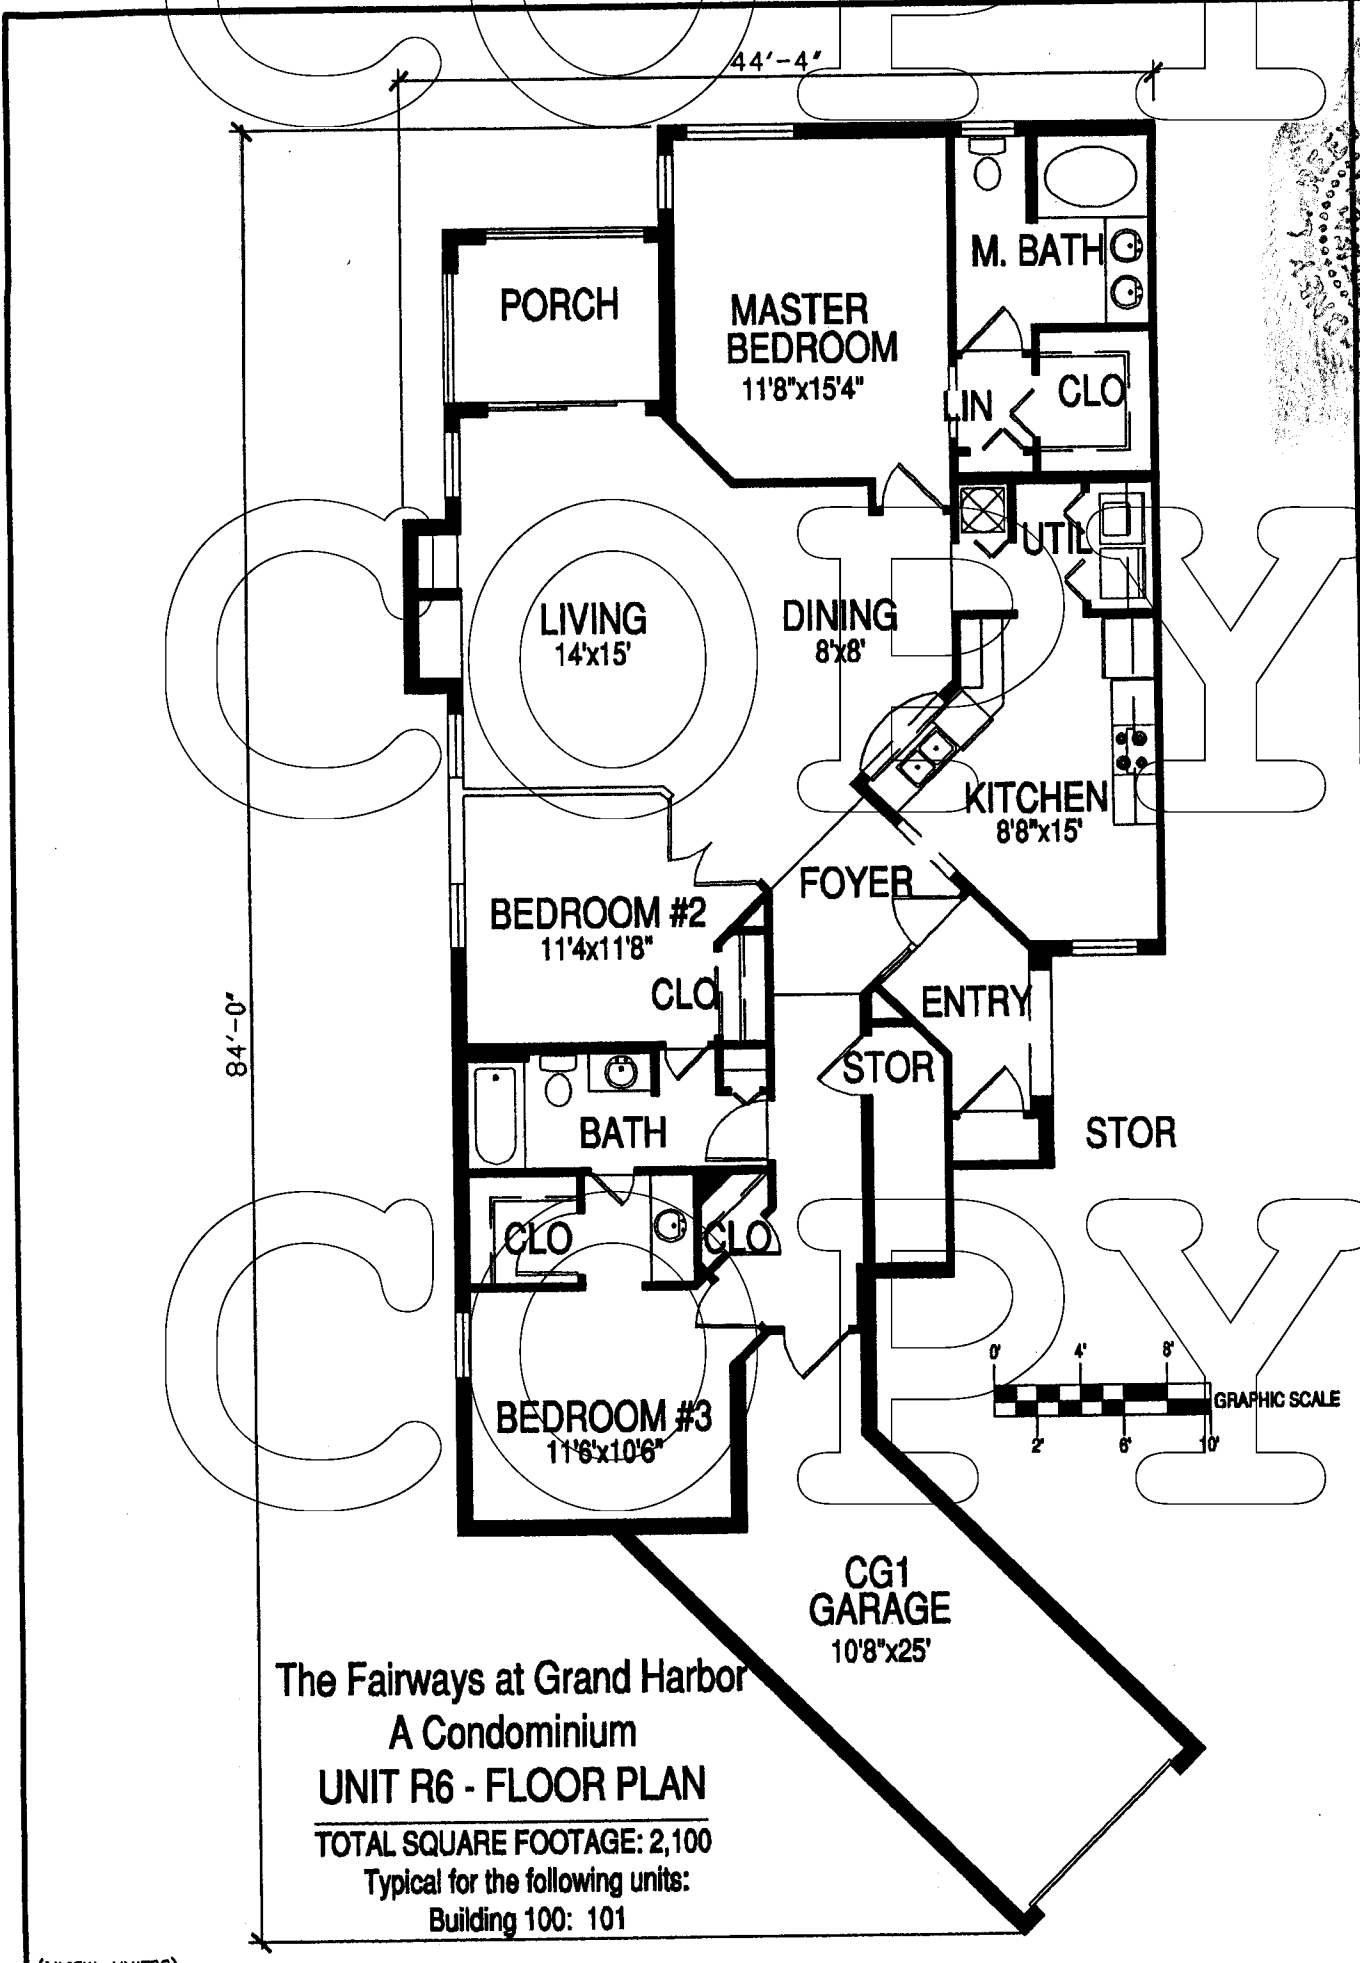 COPY
44'-4"
PORCH
MASTER
BEDROOM
11'8"x15'4"
M. BATH
LIN
CLO
COPY
UTIL
LIVING
14'x15'
DINING
8'x8'
KITCHEN
8'8"x15'
FOYER
BEDROOM #2
11'4x11'8"
CLO
ENTRY
84'-0"
STOR
BATH
STOR
COPY
CLO
CLO
0' 4' 8'
GRAPHIC SCALE
2' 6' 10'
BEDROOM #3
11'6'x10'6"
CG1
GARAGE
10'8"x25'
The Fairways at Grand Harbor
A Condominium
UNIT R6 - FLOOR PLAN
TOTAL SQUARE FOOTAGE: 2,100
Typical for the following units:
Building 100: 101